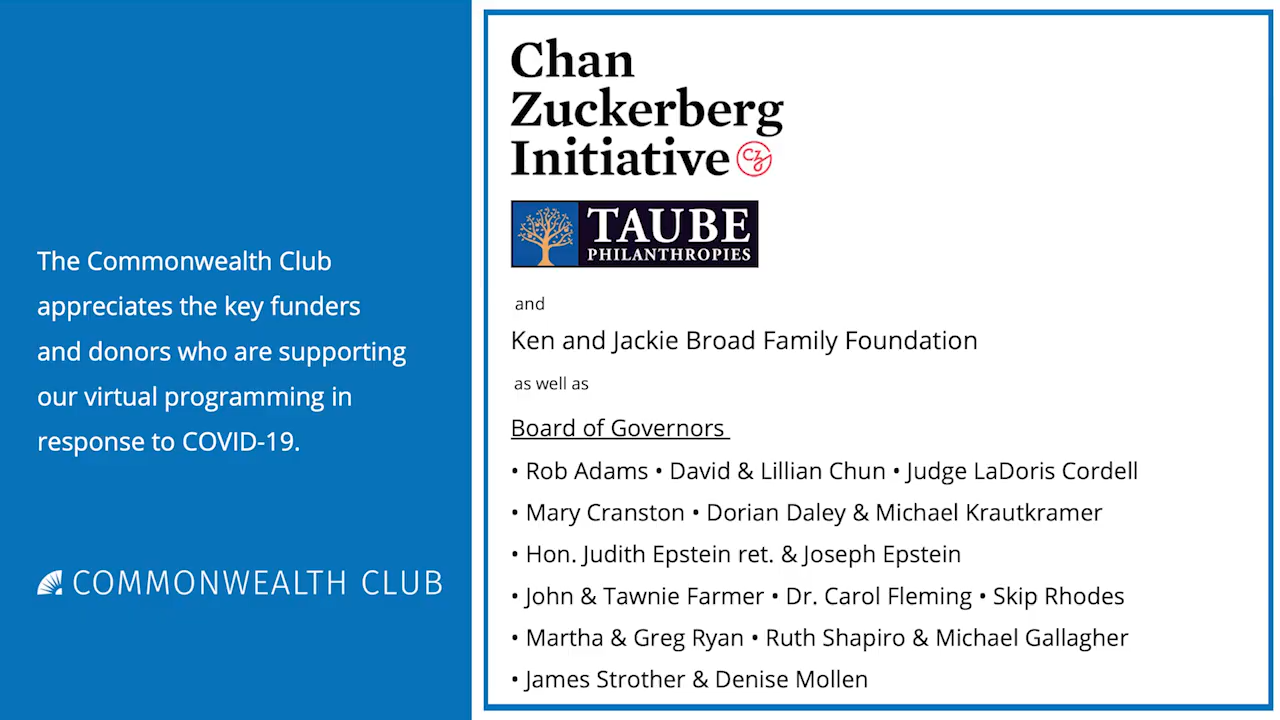 The Commonwealth Club
appreciates the key funders
and donors who are supporting
our virtual programming in
response to COVID-19.
COMMONWEALTH CLUB
Chan
Zuckerberg
Initiative CZI
TAUBE
PHILANTHROPIES
and
Ken and Jackie Broad Family Foundation
as well as
Board of Governors
• Rob Adams • David & Lillian Chun • Judge LaDoris Cordell
• Mary Cranston • Dorian Daley & Michael Krautkramer
• Hon. Judith Epstein ret. & Joseph Epstein
• John & Tawnie Farmer • Dr. Carol Fleming • Skip Rhodes
• Martha & Greg Ryan • Ruth Shapiro & Michael Gallagher
• James Strother & Denise Mollen